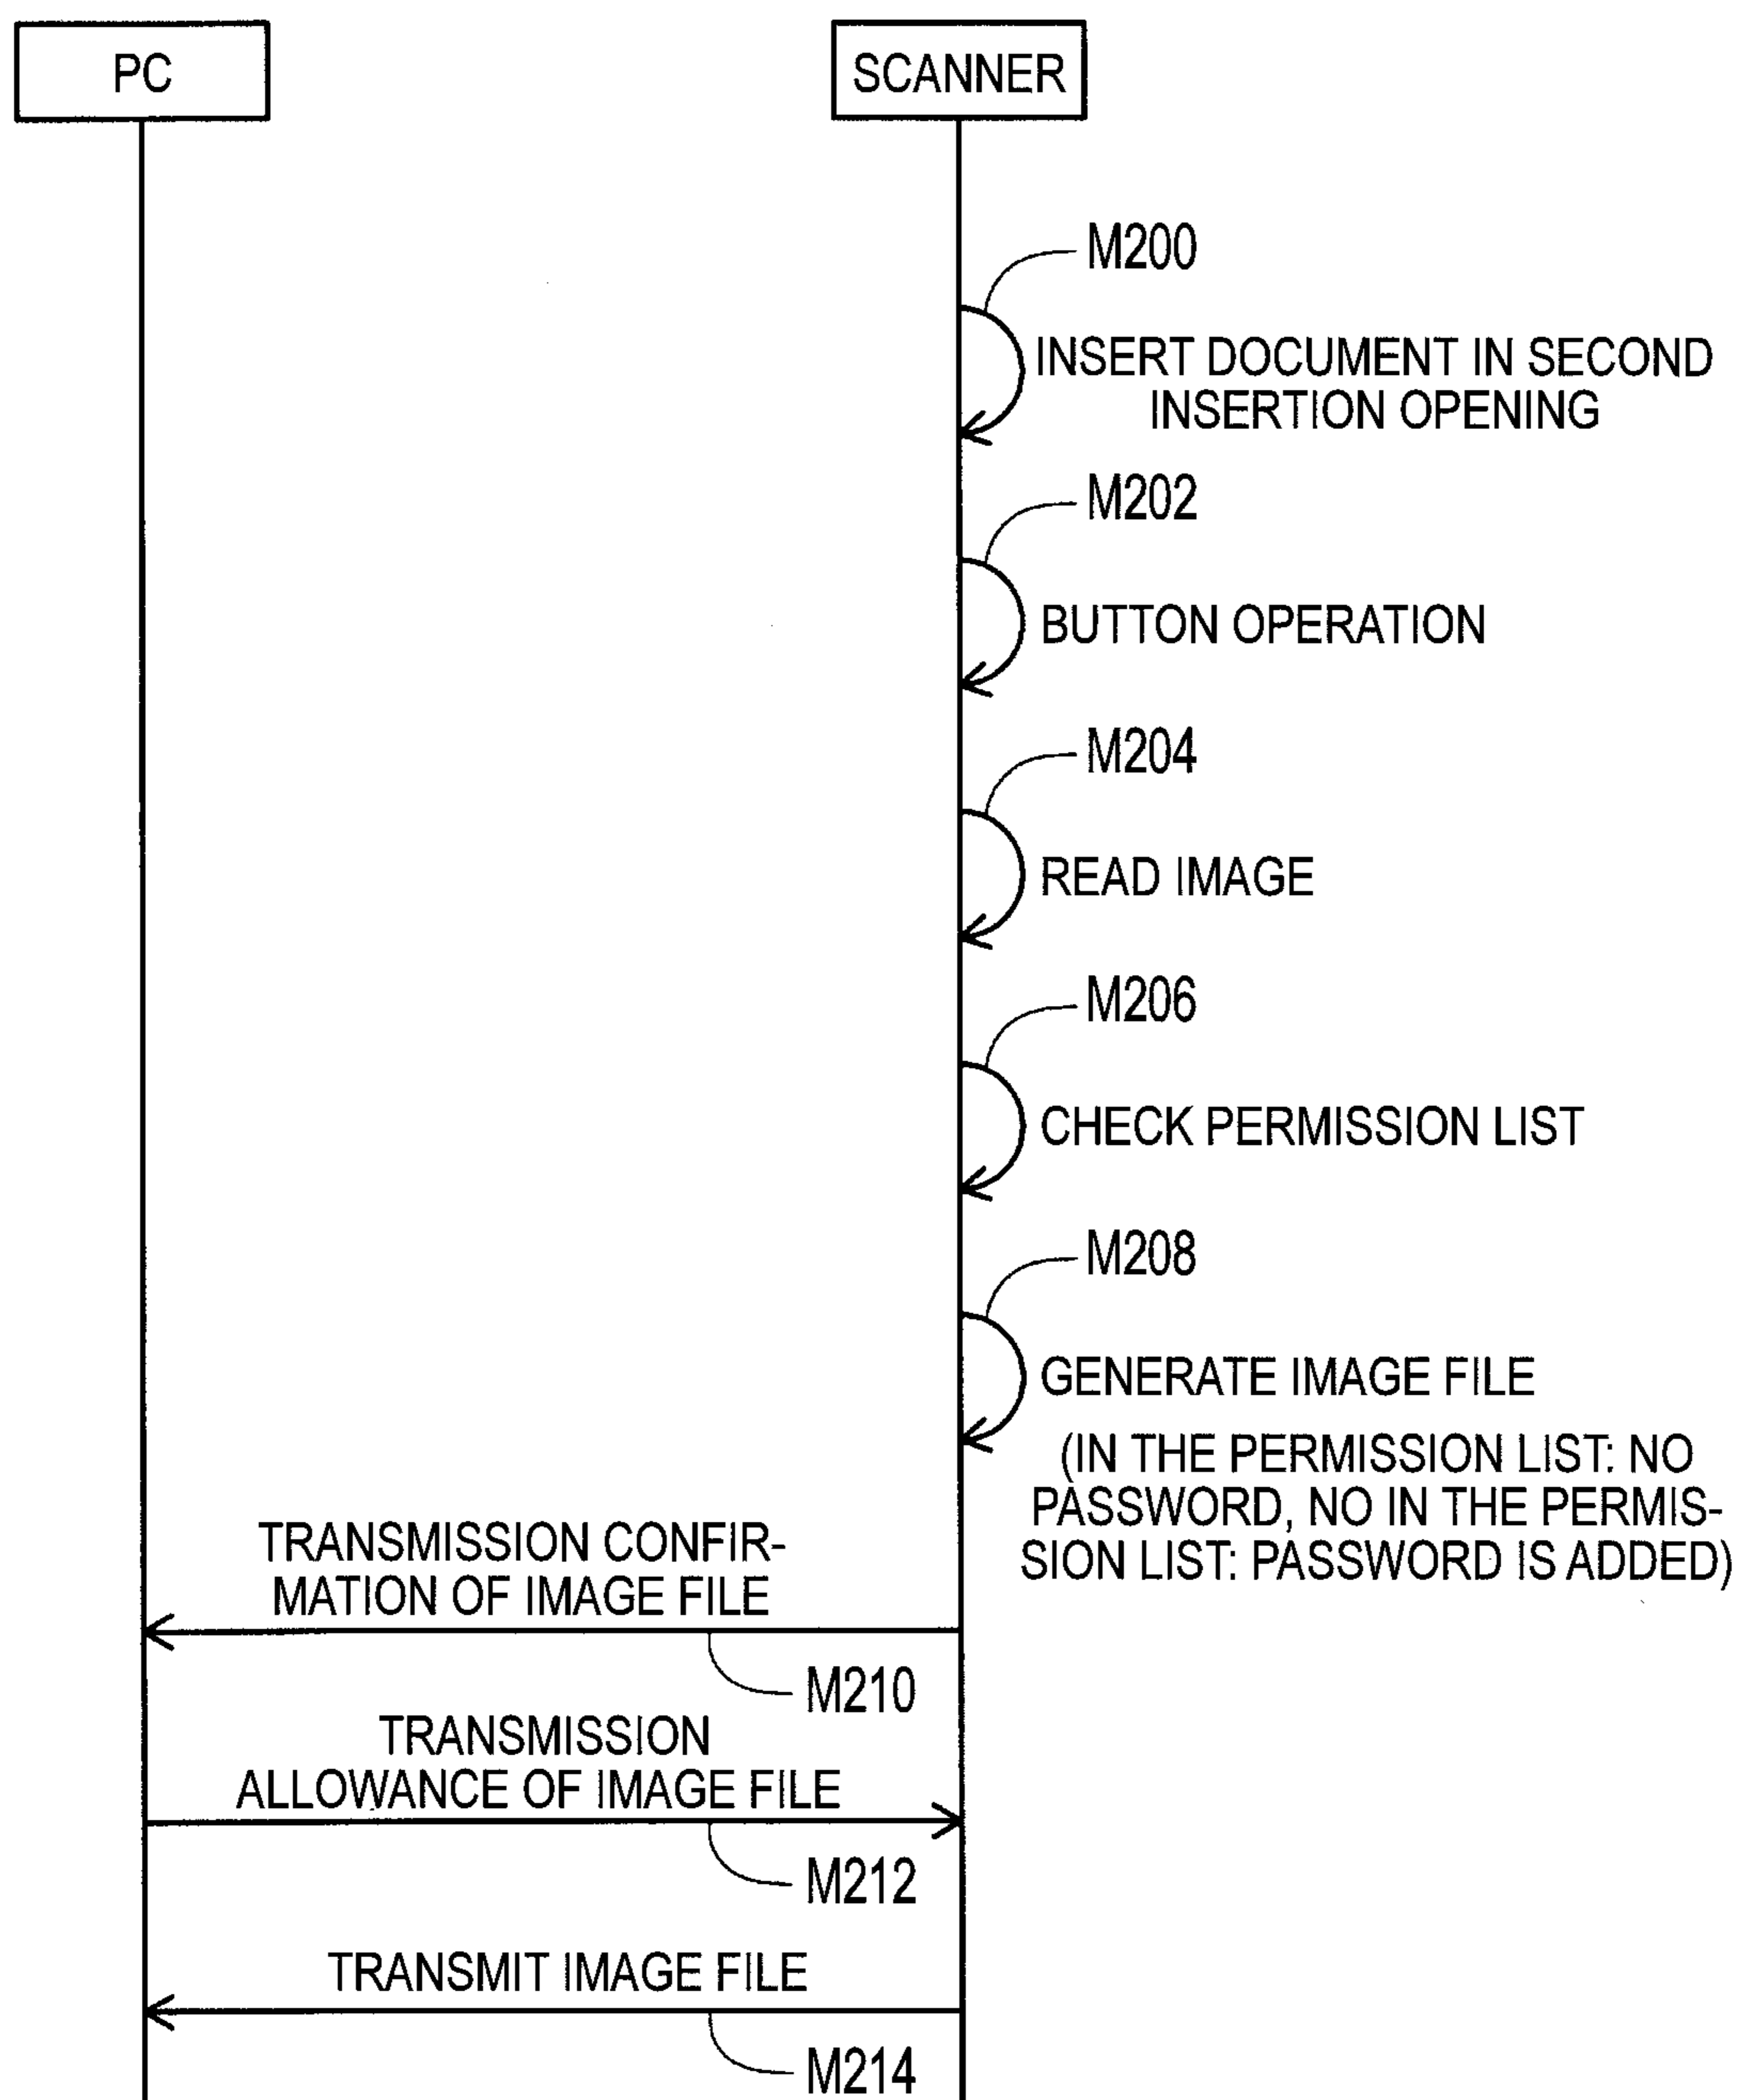 PC
SCANNER
M200
INSERT DOCUMENT IN SECOND
INSERTION OPENING
M202
BUTTON OPERATION
M204
READ IMAGE
M206
CHECK PERMISSION LIST
M208
GENERATE IMAGE FILE
(IN THE PERMISSION LIST: NO
PASSWORD, NO IN THE PERMIS-
SION LIST: PASSWORD IS ADDED)
TRANSMISSION CONFIR-
MATION OF IMAGE FILE
M210
TRANSMISSION
ALLOWANCE OF IMAGE FILE
M212
TRANSMIT IMAGE FILE
M214